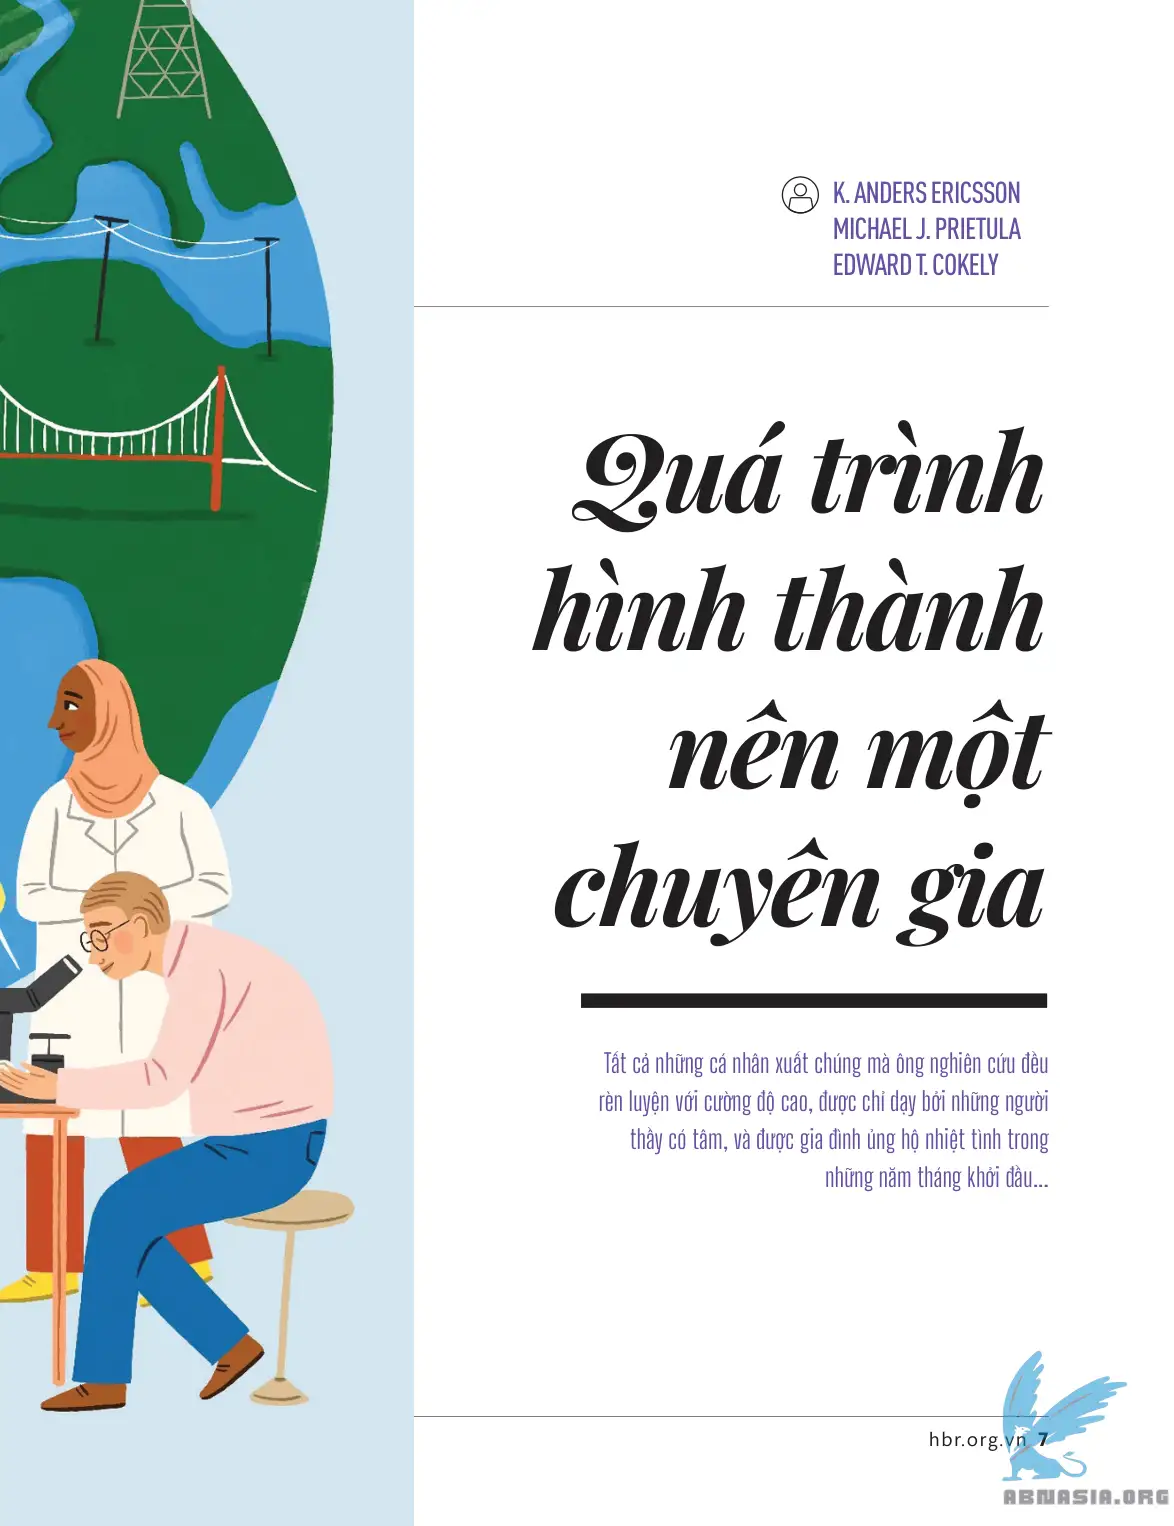 K. ANDERS ERICSSON
MICHAEL J. PRIETULA
EDWARD T. COKELY
Quá trình
hình thành
nên một
chuyên gia
Tất cả những cá nhân xuất chúng mà ông nghiên cứu đều
rèn luyện với cường độ cao, được chỉ dạy bởi những người
thầy có tâm, và được gia đình ủng hộ nhiệt tình trong
những năm tháng khởi đầu...
hbr.org.vn 7
ABNASIA.ORG